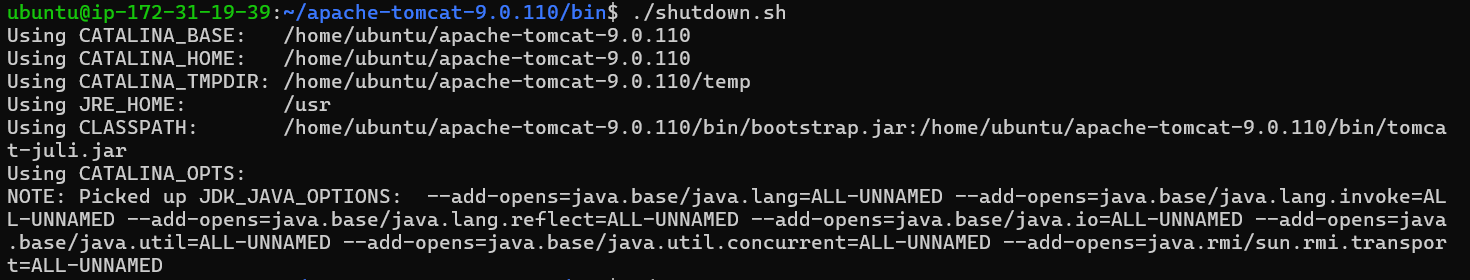 ubuntu@ip-172-31-19-39:~/apache-tomcat-9.0.110/bin$ ./shutdown.sh
Using CATALINA_BASE:   /home/ubuntu/apache-tomcat-9.0.110
Using CATALINA_HOME:   /home/ubuntu/apache-tomcat-9.0.110
Using CATALINA_TMPDIR: /home/ubuntu/apache-tomcat-9.0.110/temp
Using JRE_HOME:        /usr
Using CLASSPATH:       /home/ubuntu/apache-tomcat-9.0.110/bin/bootstrap.jar:/home/ubuntu/apache-tomcat-9.0.110/bin/tomca
t-juli.jar
Using CATALINA_OPTS:
NOTE: Picked up JDK_JAVA_OPTIONS:  --add-opens=java.base/java.lang=ALL-UNNAMED --add-opens=java.base/java.lang.invoke=AL
L-UNNAMED --add-opens=java.base/java.lang.reflect=ALL-UNNAMED --add-opens=java.base/java.io=ALL-UNNAMED --add-opens=java
.base/java.util=ALL-UNNAMED --add-opens=java.base/java.util.concurrent=ALL-UNNAMED --add-opens=java.rmi/sun.rmi.transpor
t=ALL-UNNAMED